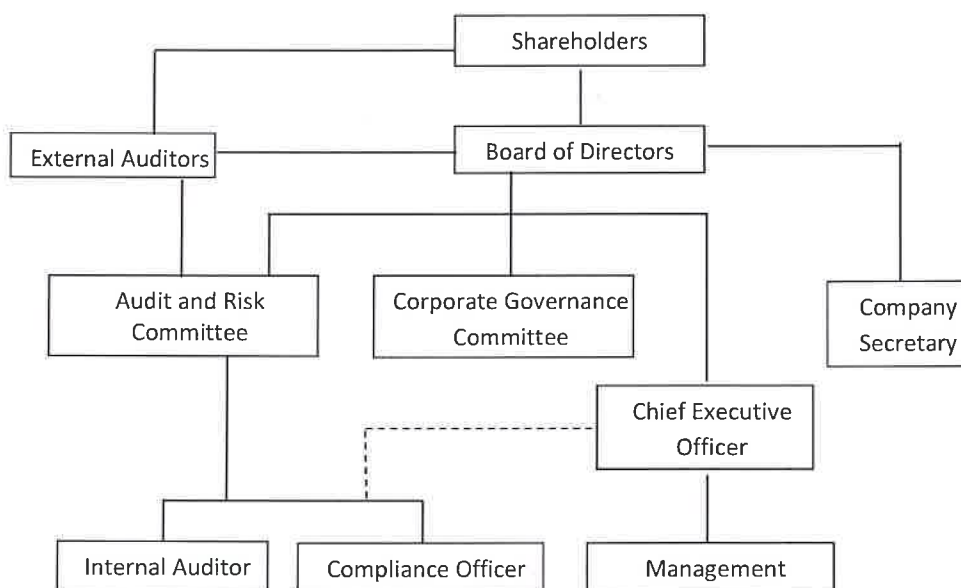 Shareholders
External Auditors
Board of Directors
Audit and Risk
Committee
Corporate Governance
Committee
Company
Secretary
Chief Executive
Officer
Internal Auditor
Compliance Officer
Management